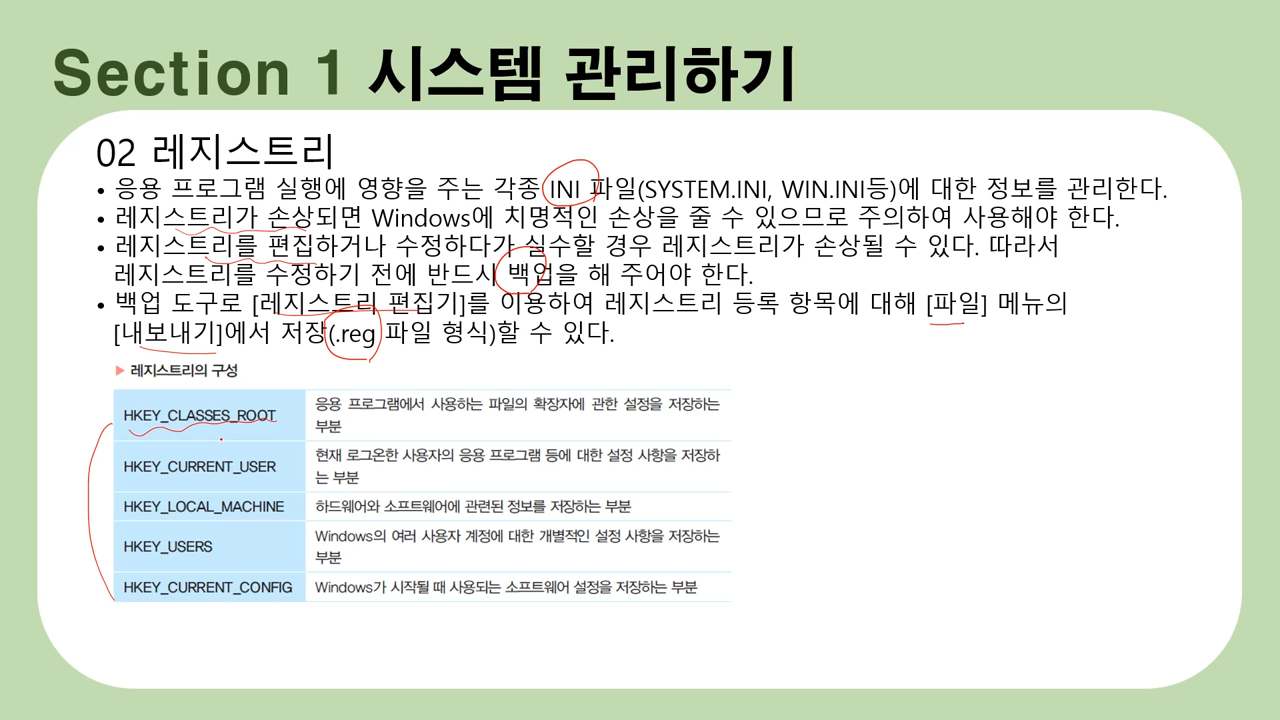 Section 1 시스템 관리하기
02 레지스트리
• 응용 프로그램 실행에 영향을 주는 각종 INI 파일(SYSTEM.INI, WIN.INI등)에 대한 정보를 관리한다.
• 레지스트리가 손상되면 Windows에 치명적인 손상을 줄 수 있으므로 주의하여 사용해야 한다.
• 레지스트리를 편집하거나 수정하다가 실수할 경우 레지스트리가 손상될 수 있다. 따라서
레지스트리를 수정하기 전에 반드시 백업을 해 주어야 한다.
• 백업 도구로 [레지스트리 편집기]를 이용하여 레지스트리 등록 항목에 대해 [파일] 메뉴의
[내보내기]에서 저장(.reg 파일 형식)할 수 있다.
▶ 레지스트리의 구성
HKEY_CLASSES_ROOT
응용 프로그램에서 사용하는 파일의 확장자에 관한 설정을 저장하는
부분
HKEY_CURRENT_USER
현재 로그온한 사용자의 응용 프로그램 등에 대한 설정 사항을 저장하
는 부분
HKEY_LOCAL_MACHINE
하드웨어와 소프트웨어에 관련된 정보를 저장하는 부분
HKEY_USERS
Windows의 여러 사용자 계정에 대한 개별적인 설정 사항을 저장하는
부분
HKEY_CURRENT_CONFIG
Windows가 시작될 때 사용되는 소프트웨어 설정을 저장하는 부분